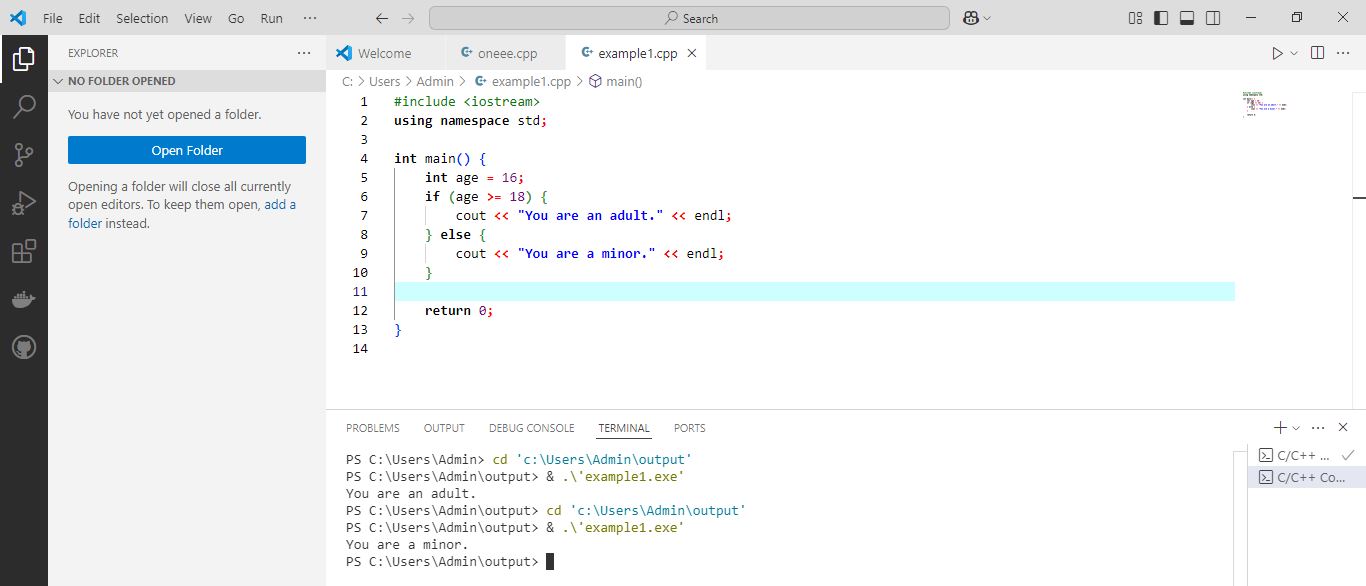 File Edit Selection View Go Run ··· Search
EXPLORER ···
NO FOLDER OPENED
You have not yet opened a folder.
Open Folder
Opening a folder will close all currently
open editors. To keep them open, add a
folder instead.
Welcome oneee.cpp example1.cpp
C: > Users > Admin > example1.cpp > main()
1 #include <iostream>
2 using namespace std;
3
4 int main() {
5 int age = 16;
6 if (age >= 18) {
7 cout << "You are an adult." << endl;
8 } else {
9 cout << "You are a minor." << endl;
10 }
11
12 return 0;
13 }
14
PROBLEMS OUTPUT DEBUG CONSOLE TERMINAL PORTS
PS C:\Users\Admin> cd 'c:\Users\Admin\output'
PS C:\Users\Admin\output> & .\'example1.exe'
You are an adult.
PS C:\Users\Admin\output> cd 'c:\Users\Admin\output'
PS C:\Users\Admin\output> & .\'example1.exe'
You are a minor.
PS C:\Users\Admin\output>
C/C++ ...
C/C++ Co...